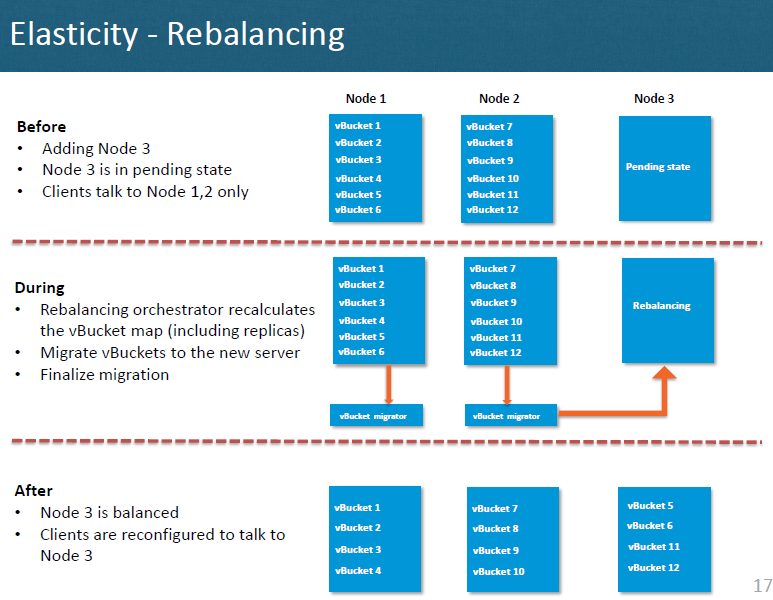 Elasticity - Rebalancing
Node 1
Node 2
Node 3
Before
• Adding Node 3
• Node 3 is in pending state
• Clients talk to Node 1,2 only
vBucket 1
vBucket 2
vBucket 3
vBucket 4
vBucket 5
vBucket 6
vBucket 7
vBucket 8
vBucket 9
vBucket 10
vBucket 11
vBucket 12
Pending state
During
• Rebalancing orchestrator recalculates
the vBucket map (including replicas)
• Migrate vBuckets to the new server
• Finalize migration
vBucket 1
vBucket 2
vBucket 3
vBucket 4
vBucket 5
vBucket 6
vBucket migrator
vBucket 7
vBucket 8
vBucket 9
vBucket 10
vBucket 11
vBucket 12
vBucket migrator
Rebalancing
After
• Node 3 is balanced
• Clients are reconfigured to talk to
Node 3
vBucket 1
vBucket 2
vBucket 3
vBucket 4
vBucket 7
vBucket 8
vBucket 9
vBucket 10
vBucket 5
vBucket 6
vBucket 11
vBucket 12
17